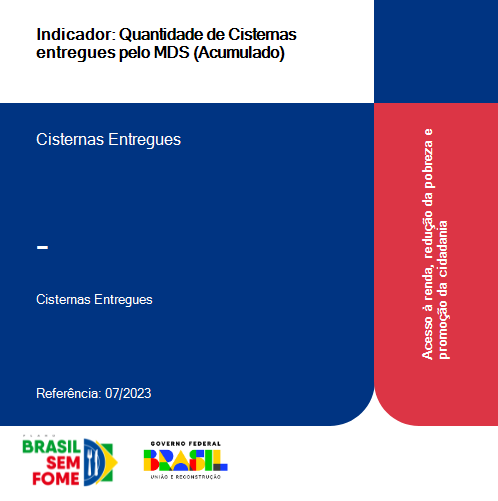 Indicador: Quantidade de Cisternas
entregues pelo MDS (Acumulado)
Cisternas Entregues
–
Cisternas Entregues
Referência: 07/2023
Acesso à renda, redução da pobreza e
promoção da cidadania
PLANO
BRASIL
SEM
FOME
GOVERNO FEDERAL
BRASIL
UNIÃO E RECONSTRUÇÃO